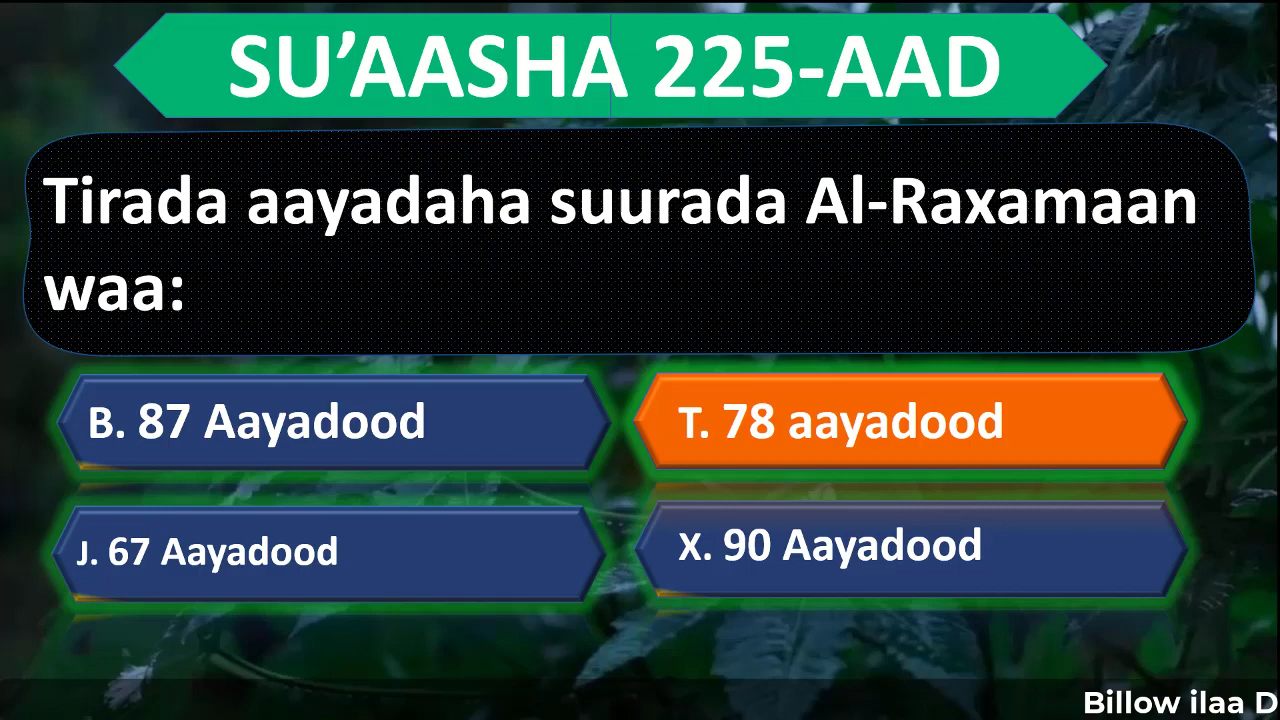 SU’AASHA 225-AAD
Tirada aayadaha suurada Al-Raxamaan
waa:
B. 87 Aayadood
T. 78 aayadood
J. 67 Aayadood
X. 90 Aayadood
Billow ilaa D